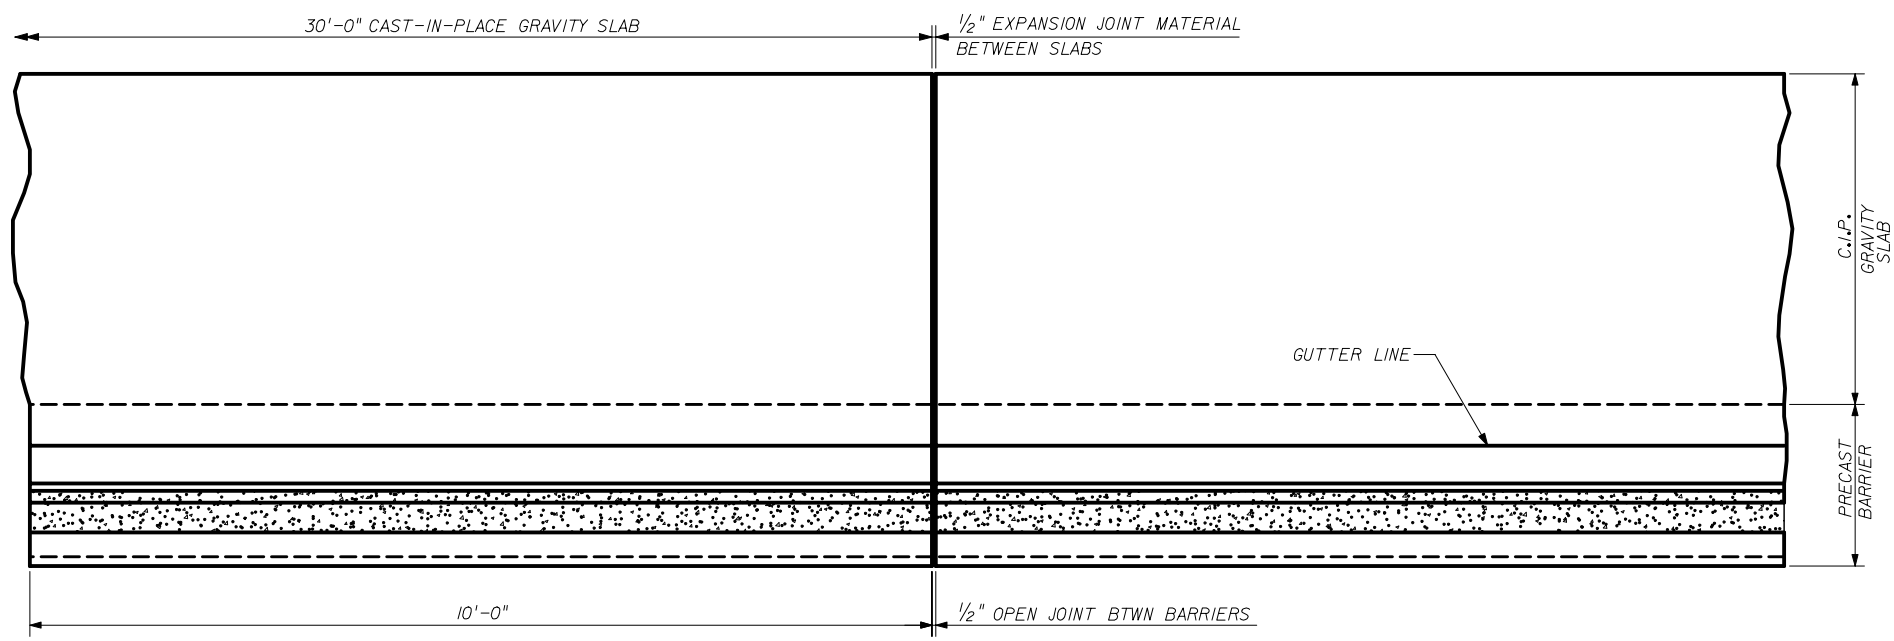 30'-0" CAST-IN-PLACE GRAVITY SLAB
½" EXPANSION JOINT MATERIAL
BETWEEN SLABS
C.I.P.
GRAVITY
SLAB
GUTTER LINE
PRECAST
BARRIER
10'-0"
½" OPEN JOINT BTWN BARRIERS